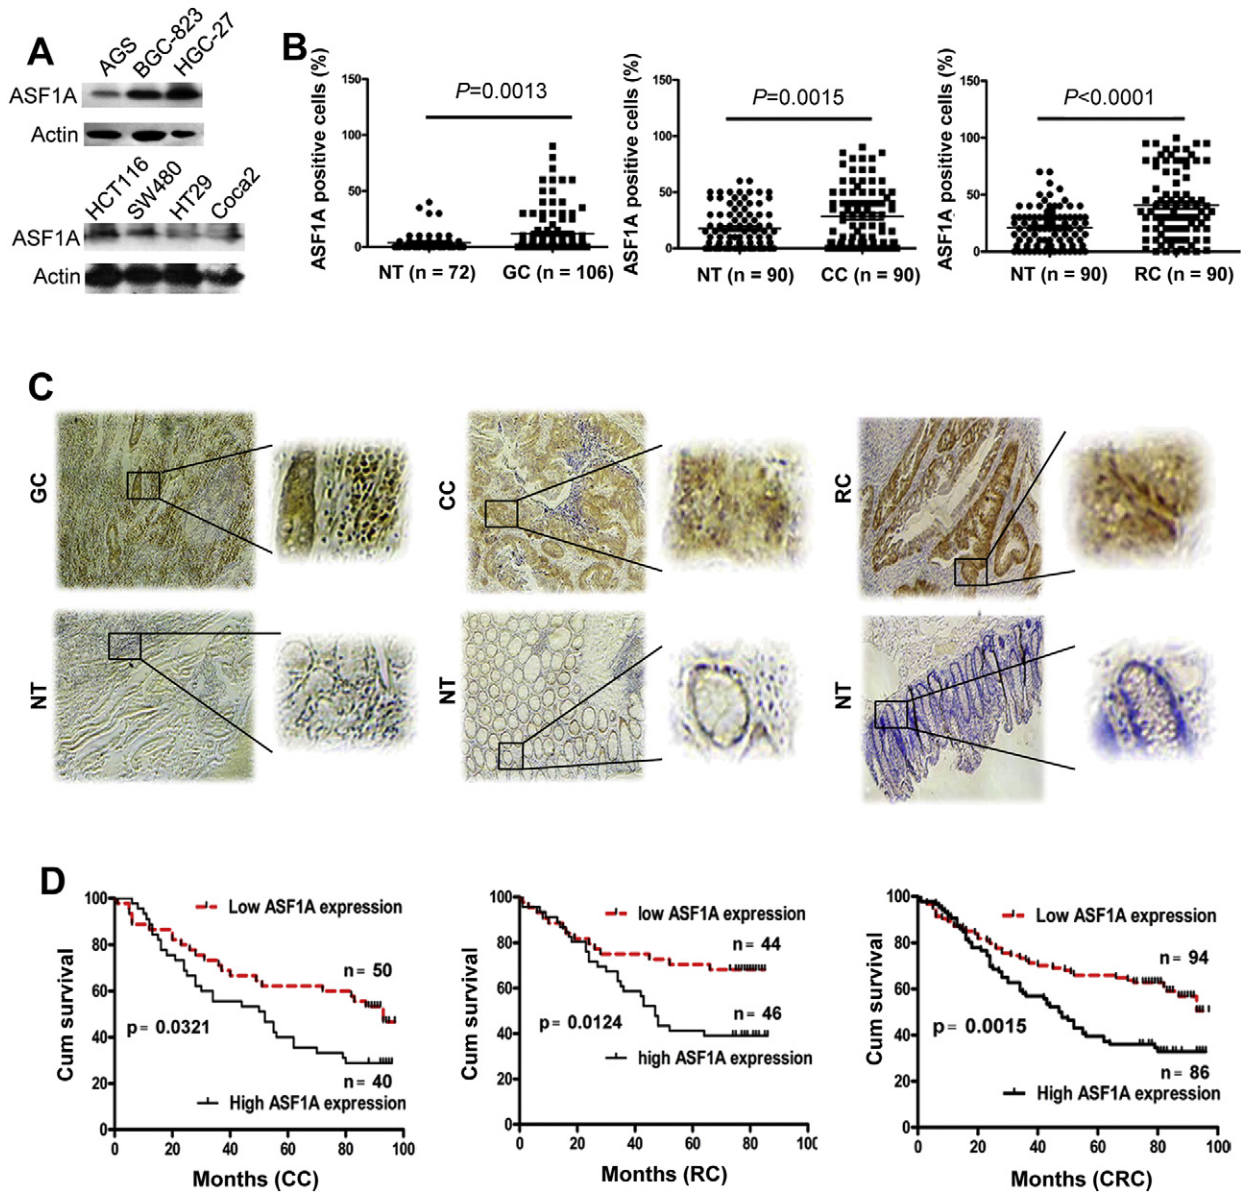 A
AGS BGC-823 HGC-27
ASF1A
Actin
HCT116 SW480 HT29 Coca2
ASF1A
Actin
B
ASF1A positive cells (%)
150
100
50
0
P=0.0013
NT (n = 72) GC (n = 106)
ASF1A positive cells (%)
150
100
50
0
P=0.0015
NT (n = 90) CC (n = 90)
ASF1A positive cells (%)
150
100
50
0
P<0.0001
NT (n = 90) RC (n = 90)
C
GC
CC
RC
NT
NT
NT
D
Cum survival
100
80
60
40
20
0
Low ASF1A expression
n = 50
p = 0.0321
n = 40
High ASF1A expression
0 20 40 60 80 100
Months (CC)
Cum survival
100
80
60
40
20
0
low ASF1A expression
n = 44
n = 46
p = 0.0124
high ASF1A expression
0 20 40 60 80 100
Months (RC)
Cum survival
100
80
60
40
20
0
Low ASF1A expression
n = 94
p = 0.0015
n = 86
High ASF1A expression
0 20 40 60 80 100
Months (CRC)